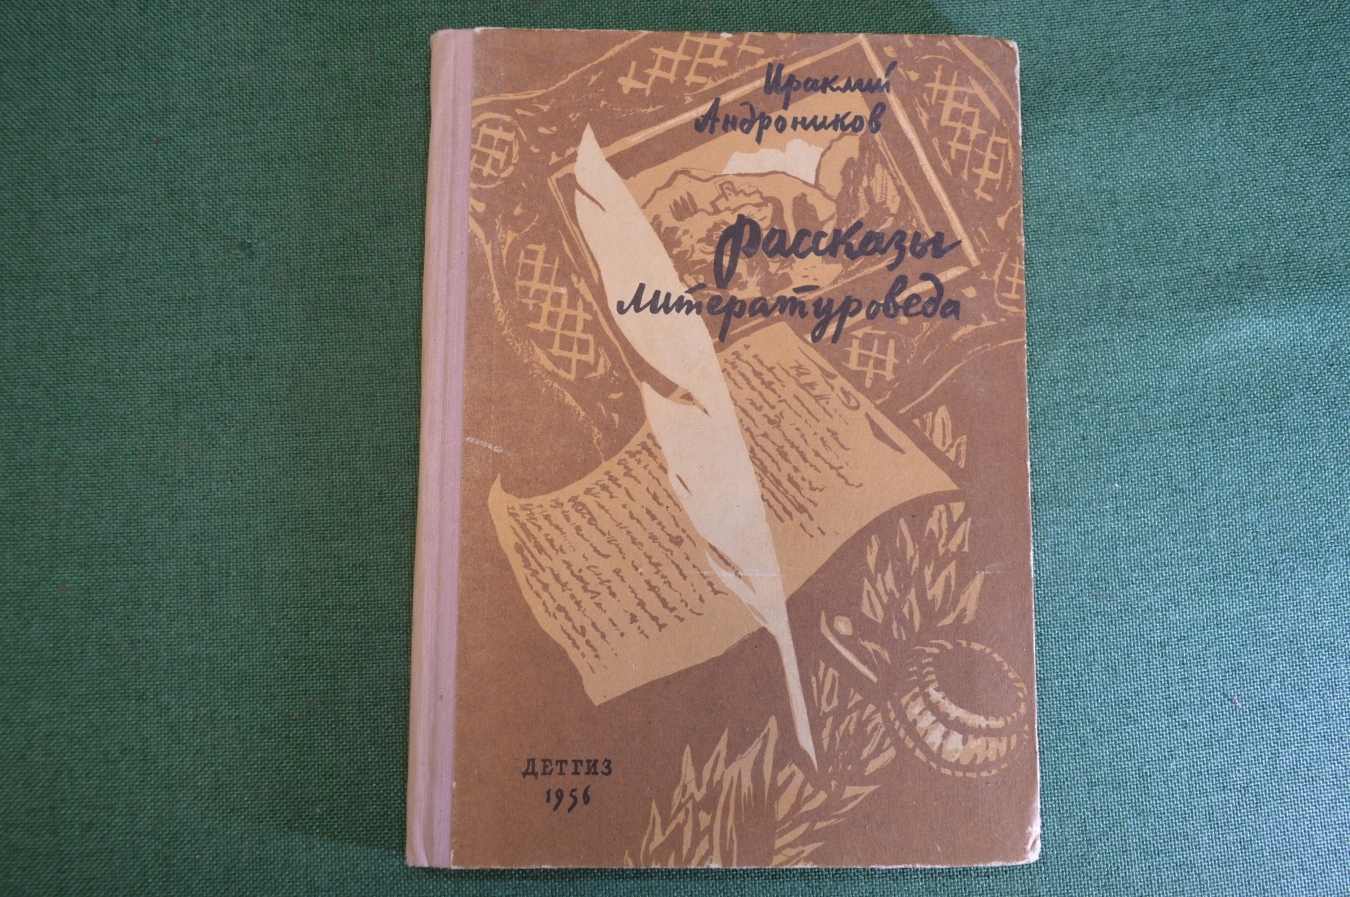 Ираклий
Андроников
Рассказы
литературоведа
ДЕТГИЗ
1956